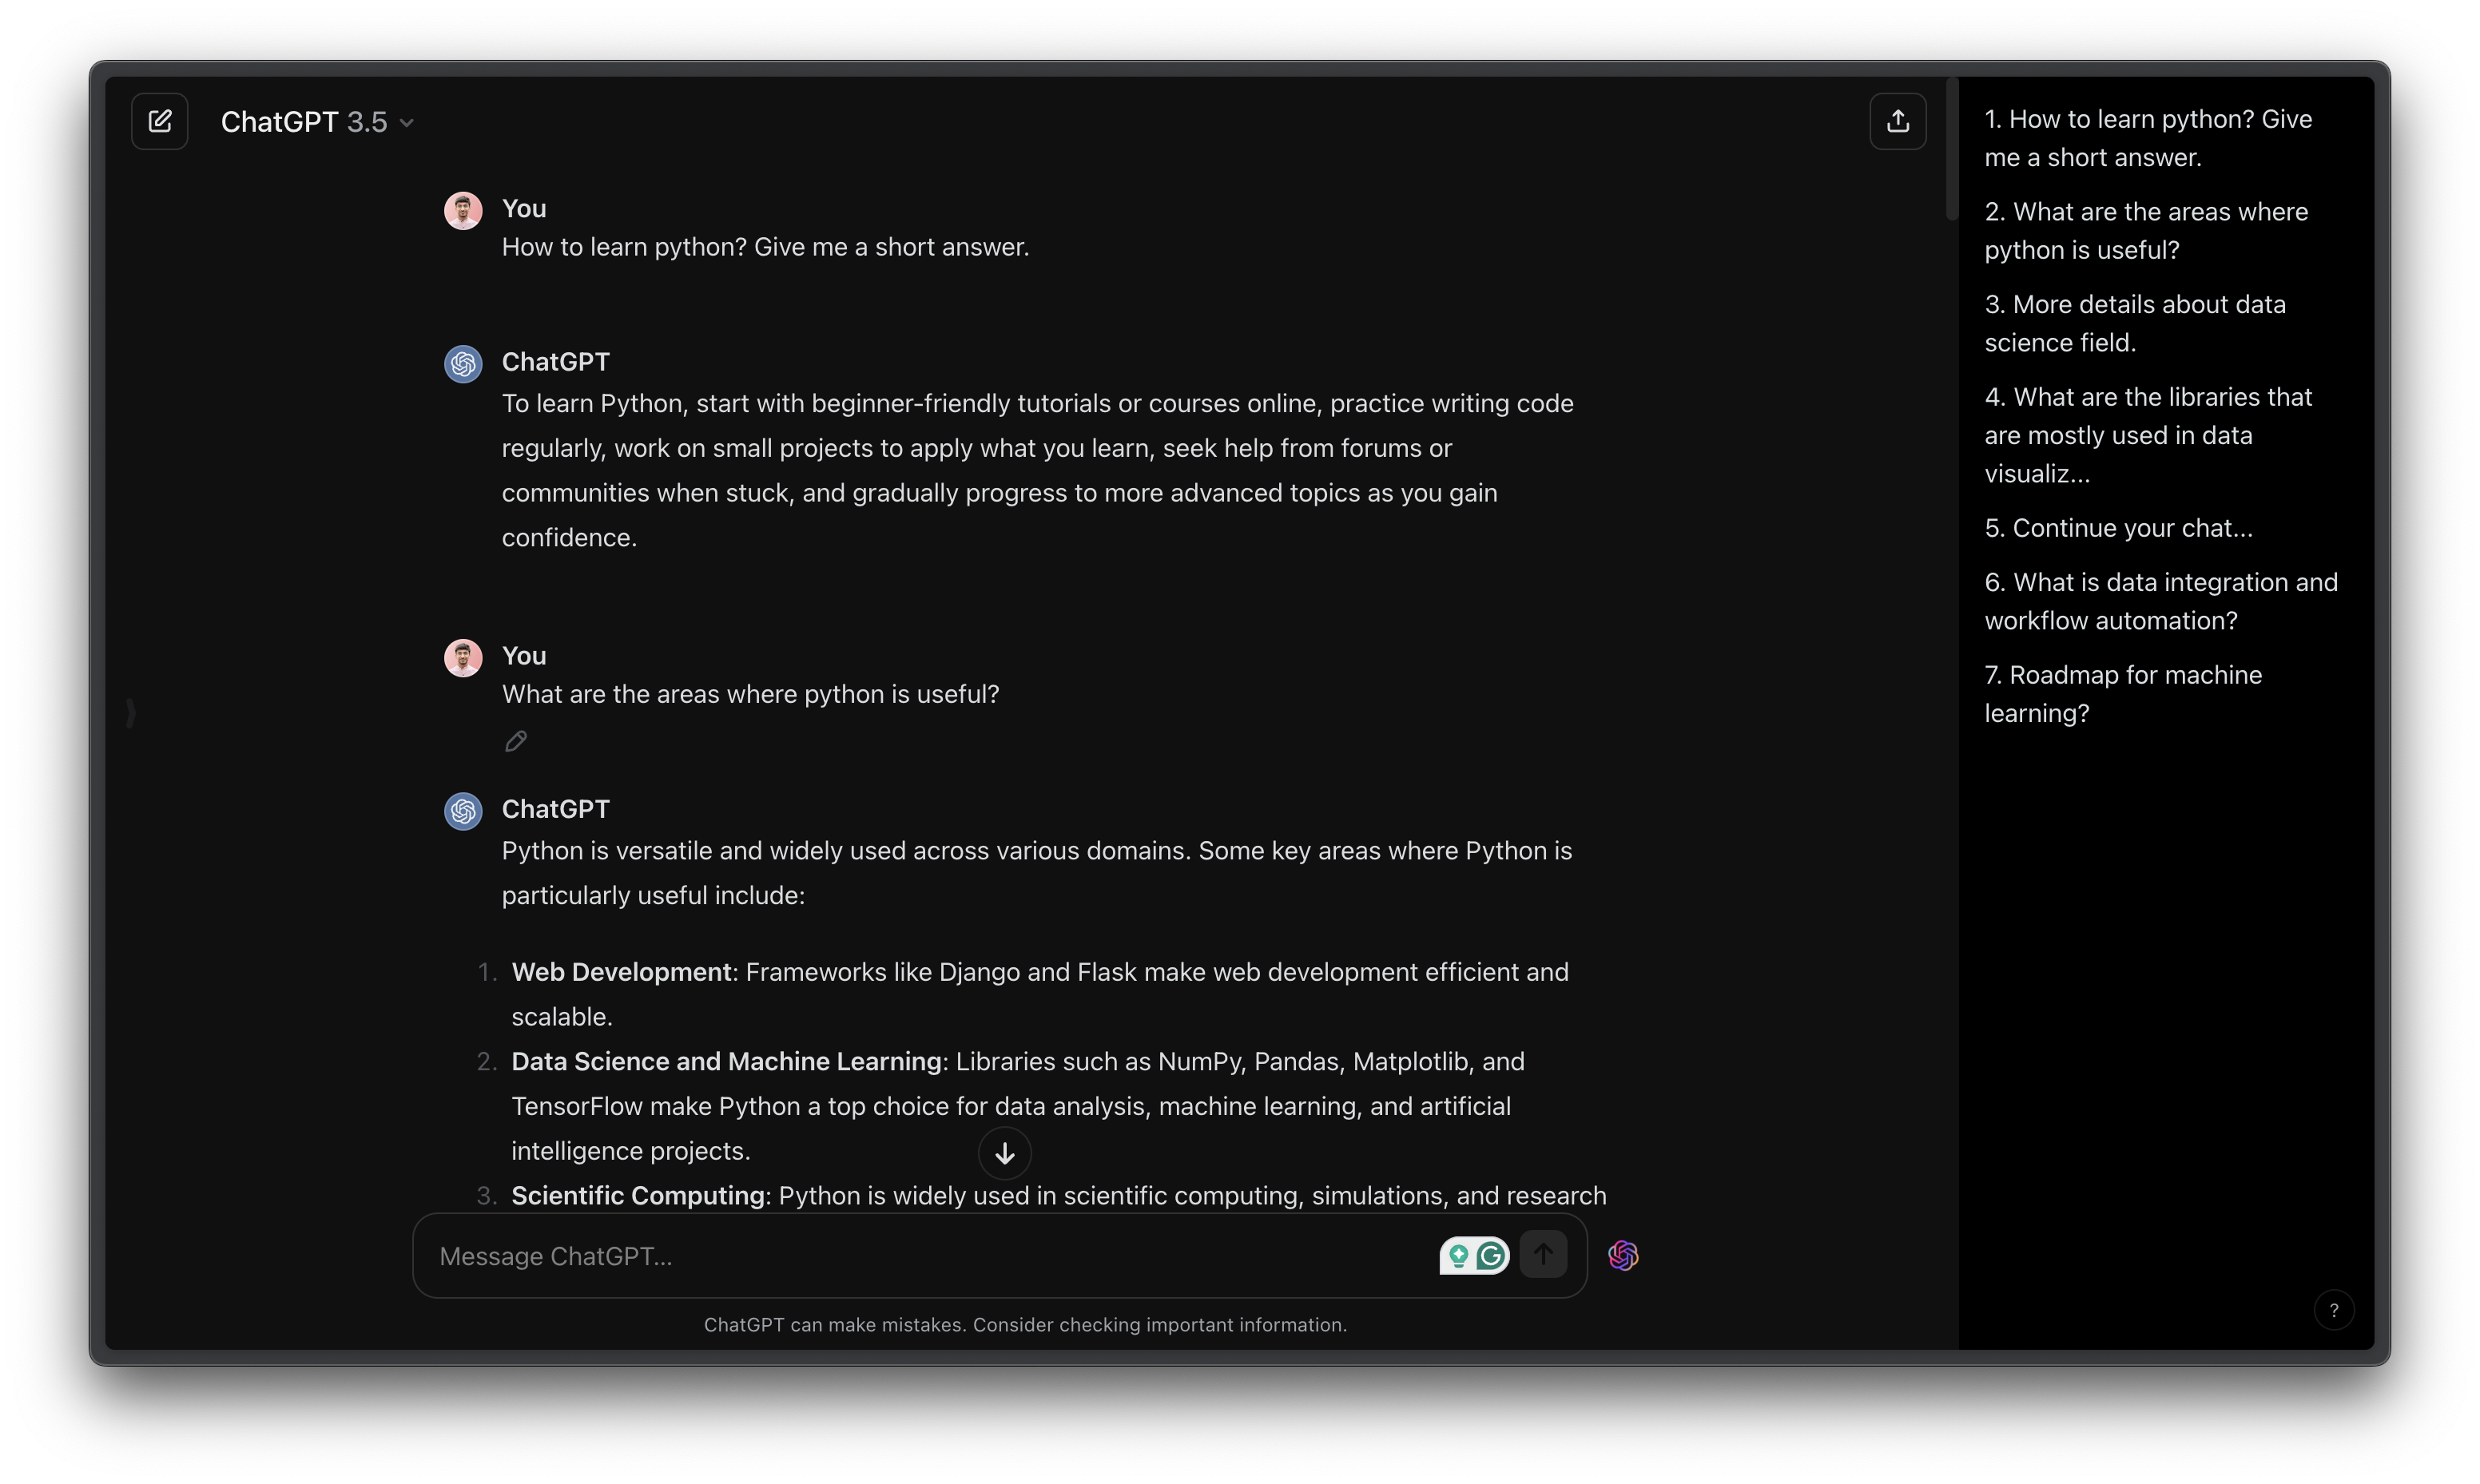 ChatGPT 3.5
You
How to learn python? Give me a short answer.
ChatGPT
To learn Python, start with beginner-friendly tutorials or courses online, practice writing code
regularly, work on small projects to apply what you learn, seek help from forums or
communities when stuck, and gradually progress to more advanced topics as you gain
confidence.
You
What are the areas where python is useful?
ChatGPT
Python is versatile and widely used across various domains. Some key areas where Python is
particularly useful include:
1. Web Development: Frameworks like Django and Flask make web development efficient and
scalable.
2. Data Science and Machine Learning: Libraries such as NumPy, Pandas, Matplotlib, and
TensorFlow make Python a top choice for data analysis, machine learning, and artificial
intelligence projects.
3. Scientific Computing: Python is widely used in scientific computing, simulations, and research
Message ChatGPT...
ChatGPT can make mistakes. Consider checking important information.
1. How to learn python? Give
me a short answer.
2. What are the areas where
python is useful?
3. More details about data
science field.
4. What are the libraries that
are mostly used in data
visualiz...
5. Continue your chat...
6. What is data integration and
workflow automation?
7. Roadmap for machine
learning?
?